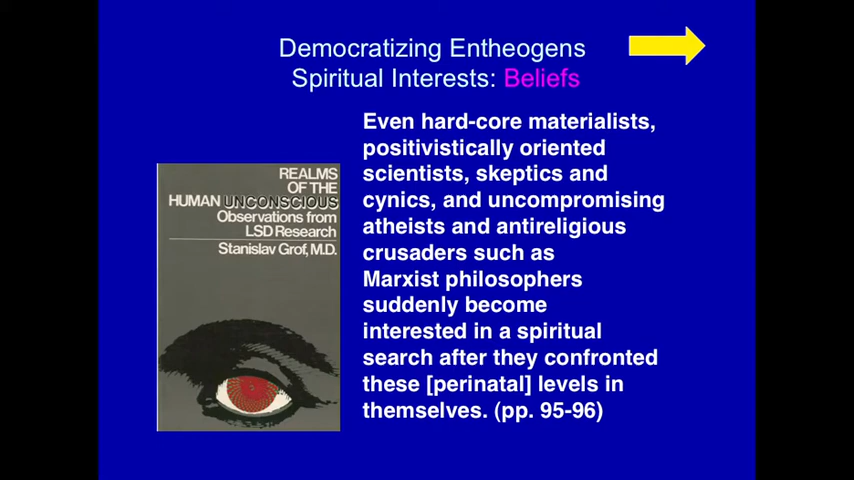 Democratizing Entheogens
Spiritual Interests: Beliefs
REALMS
OF THE
HUMAN UNCONSCIOUS
Observations from
LSD Research
Stanislav Grof, M.D.
Even hard-core materialists,
positivistically oriented
scientists, skeptics and
cynics, and uncompromising
atheists and antireligious
crusaders such as
Marxist philosophers
suddenly become
interested in a spiritual
search after they confronted
these [perinatal] levels in
themselves. (pp. 95-96)